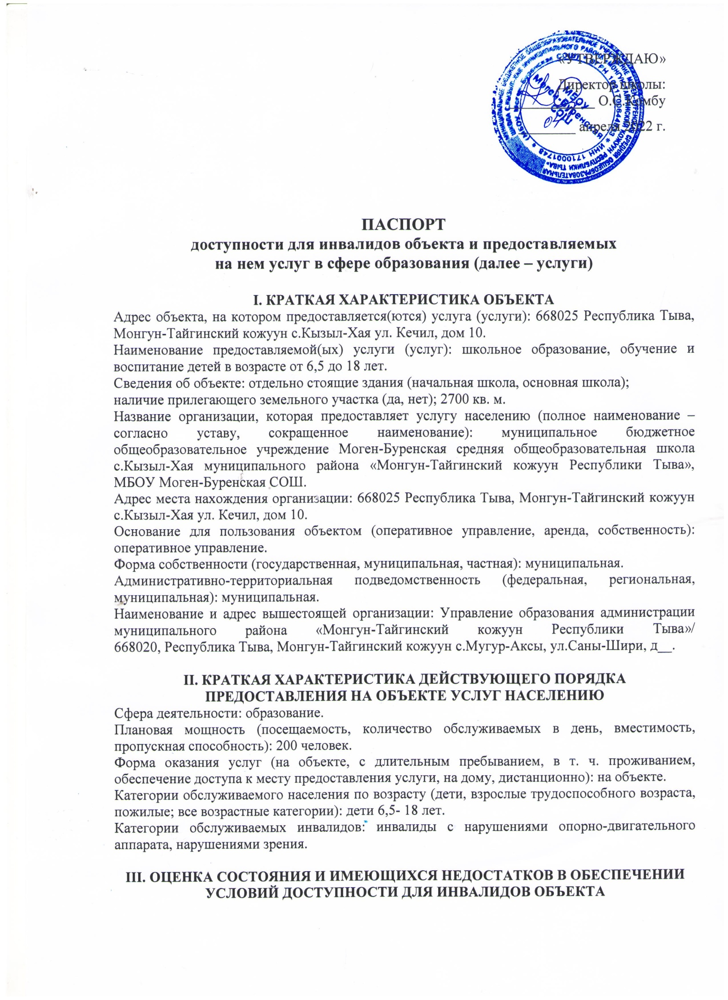 «УТВЕРЖДАЮ»
Директор школы:
____________ О.С.Комбу
04 апреля 2022 г.
МБОУ
Моген-Буренская
СОШ
ИНН 1710001748
ПАСПОРТ
доступности для инвалидов объекта и предоставляемых
на нем услуг в сфере образования (далее – услуги)
I. КРАТКАЯ ХАРАКТЕРИСТИКА ОБЪЕКТА
Адрес объекта, на котором предоставляется(ются) услуга (услуги): 668025 Республика Тыва,
Монгун-Тайгинский кожуун с.Кызыл-Хая ул. Кечил, дом 10.
Наименование предоставляемой(ых) услуги (услуг): школьное образование, обучение и
воспитание детей в возрасте от 6,5 до 18 лет.
Сведения об объекте: отдельно стоящие здания (начальная школа, основная школа);
наличие прилегающего земельного участка (да, нет); 2700 кв. м.
Название организации, которая предоставляет услугу населению (полное наименование –
согласно уставу, сокращенное наименование): муниципальное бюджетное
общеобразовательное учреждение Моген-Буренская средняя общеобразовательная школа
с.Кызыл-Хая муниципального района «Монгун-Тайгинский кожуун Республики Тыва»,
МБОУ Моген-Буренская СОШ.
Адрес места нахождения организации: 668025 Республика Тыва, Монгун-Тайгинский кожуун
с.Кызыл-Хая ул. Кечил, дом 10.
Основание для пользования объектом (оперативное управление, аренда, собственность):
оперативное управление.
Форма собственности (государственная, муниципальная, частная): муниципальная.
Административно-территориальная подведомственность (федеральная, региональная,
муниципальная): муниципальная.
Наименование и адрес вышестоящей организации: Управление образования администрации
муниципального района «Монгун-Тайгинский кожуун Республики Тыва»/
668020, Республика Тыва, Монгун-Тайгинский кожуун с.Мугур-Аксы, ул.Саны-Шири, д__.
II. КРАТКАЯ ХАРАКТЕРИСТИКА ДЕЙСТВУЮЩЕГО ПОРЯДКА
ПРЕДОСТАВЛЕНИЯ НА ОБЪЕКТЕ УСЛУГ НАСЕЛЕНИЮ
Сфера деятельности: образование.
Плановая мощность (посещаемость, количество обслуживаемых в день, вместимость,
пропускная способность): 200 человек.
Форма оказания услуг (на объекте, с длительным пребыванием, в т. ч. проживанием,
обеспечение доступа к месту предоставления услуги, на дому, дистанционно): на объекте.
Категории обслуживаемого населения по возрасту (дети, взрослые трудоспособного возраста,
пожилые; все возрастные категории): дети 6,5- 18 лет.
Категории обслуживаемых инвалидов: инвалиды с нарушениями опорно-двигательного
аппарата, нарушениями зрения.
III. ОЦЕНКА СОСТОЯНИЯ И ИМЕЮЩИХСЯ НЕДОСТАТКОВ В ОБЕСПЕЧЕНИИ
УСЛОВИЙ ДОСТУПНОСТИ ДЛЯ ИНВАЛИДОВ ОБЪЕКТА